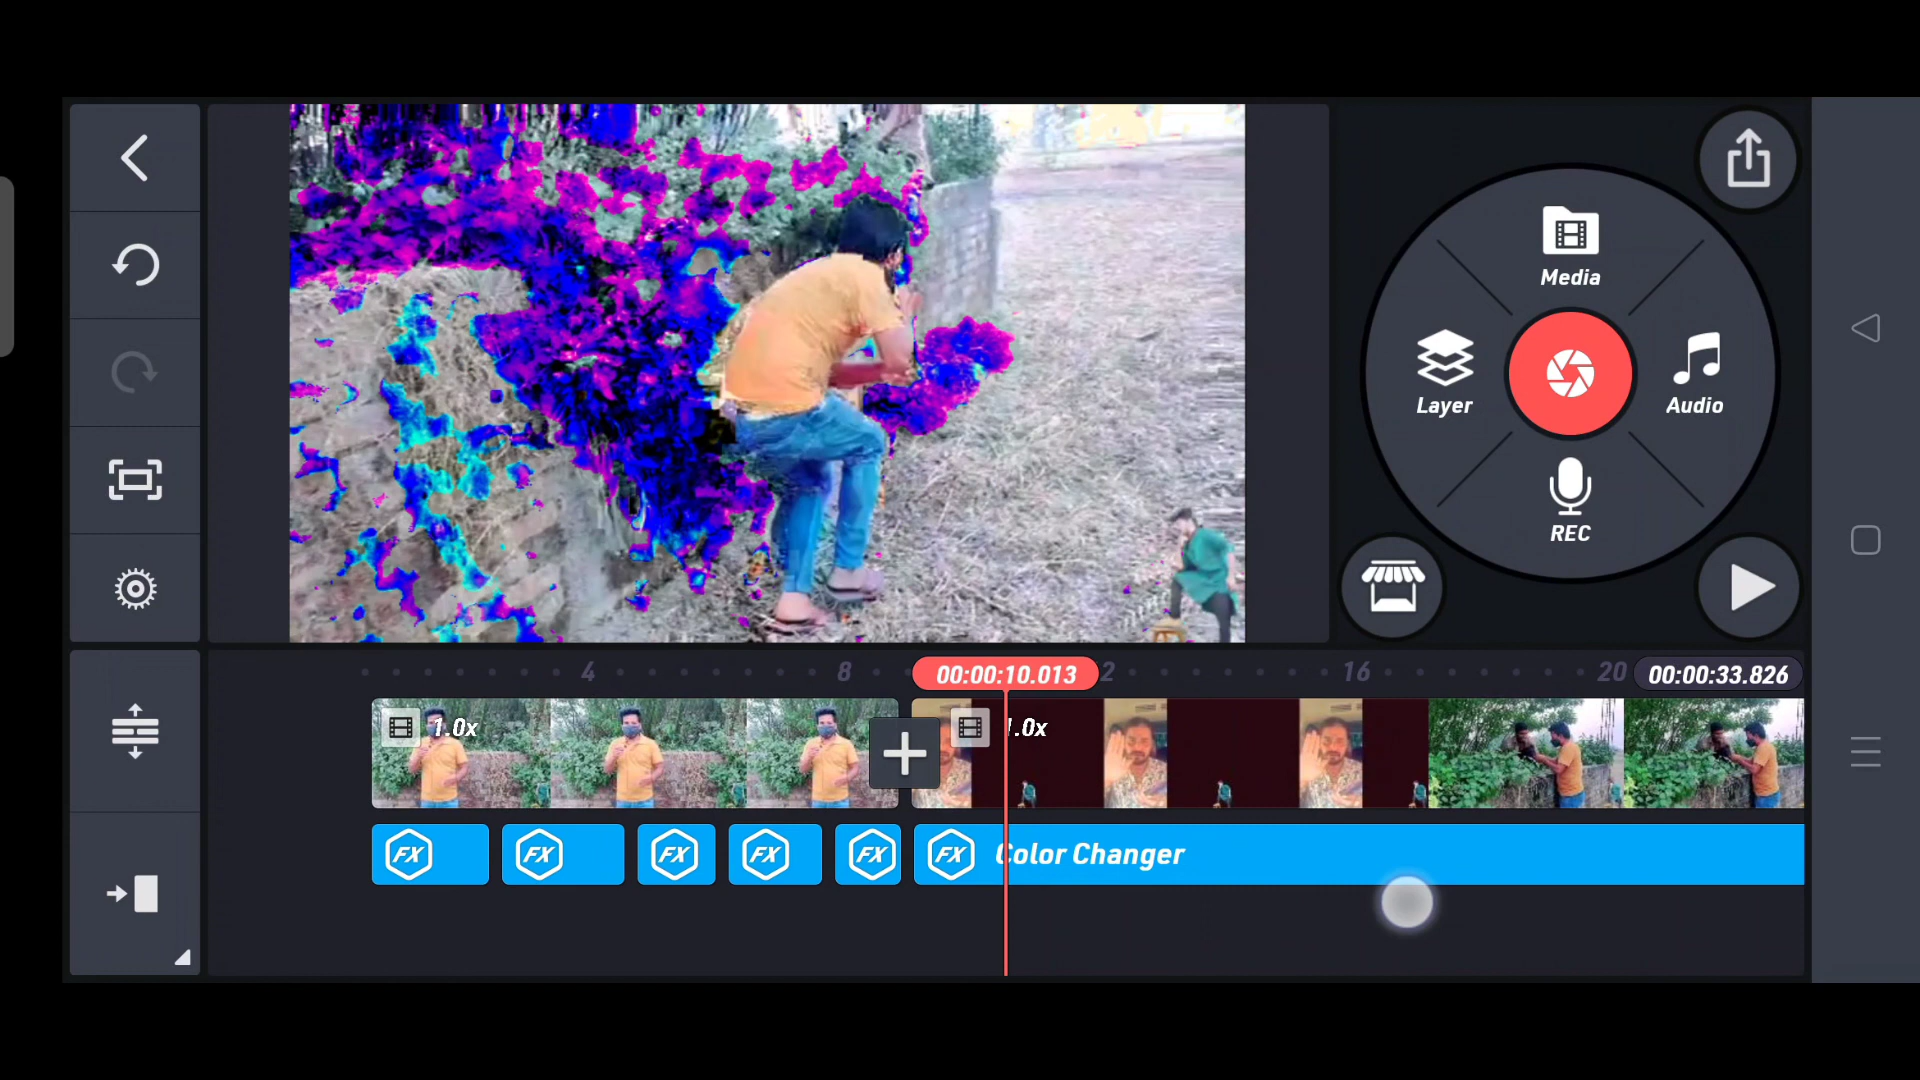 Media
Layer
Audio
REC
4
8
00:00:10.013
2
16
20
00:00:33.826
1.0x
1.0x
FX
FX
FX
FX
FX
FX
Color Changer